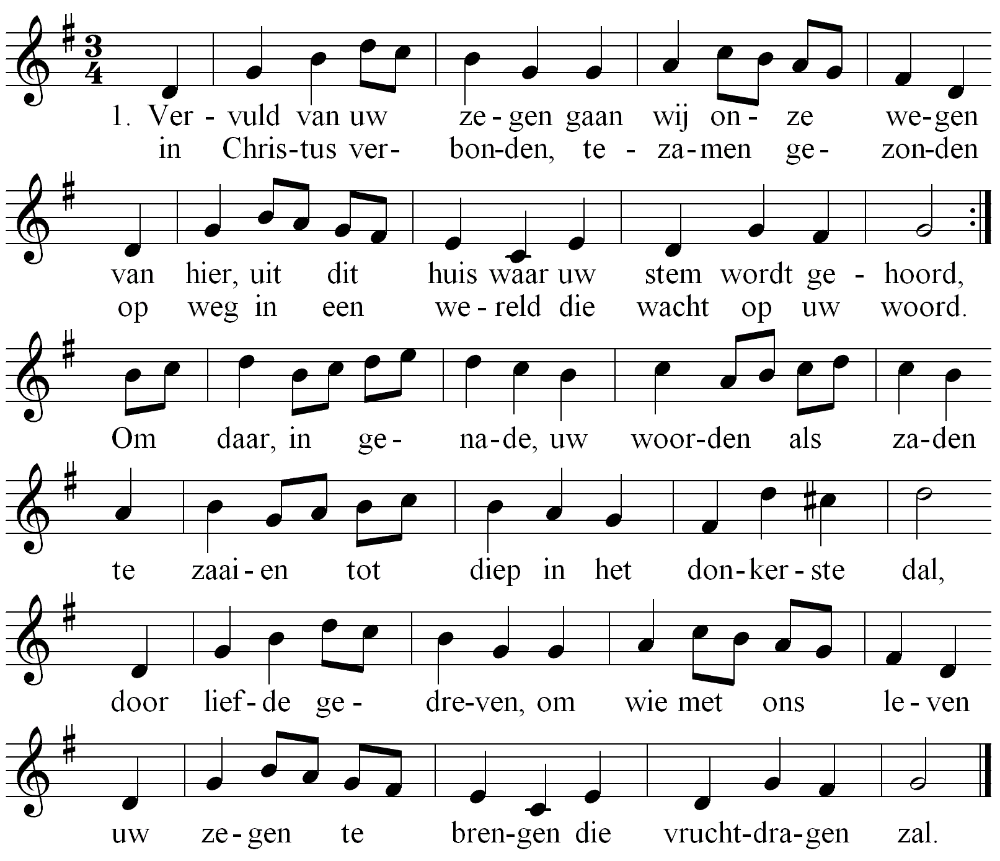 3
4
1. Ver - vuld van uw ze - gen gaan wij on - ze we-gen
in Chris-tus ver- bon-den, te - za-men ge- zon-den
van hier, uit dit huis waar uw stem wordt ge - hoord,
op weg in een we - reld die wacht op uw woord.
Om daar, in ge- na-de, uw woor-den als za-den
te zaai - en tot diep in het don-ker - ste dal,
door lief-de ge - dre-ven, om wie met ons le - ven
uw ze-gen te bren-gen die vrucht-dra-gen zal.